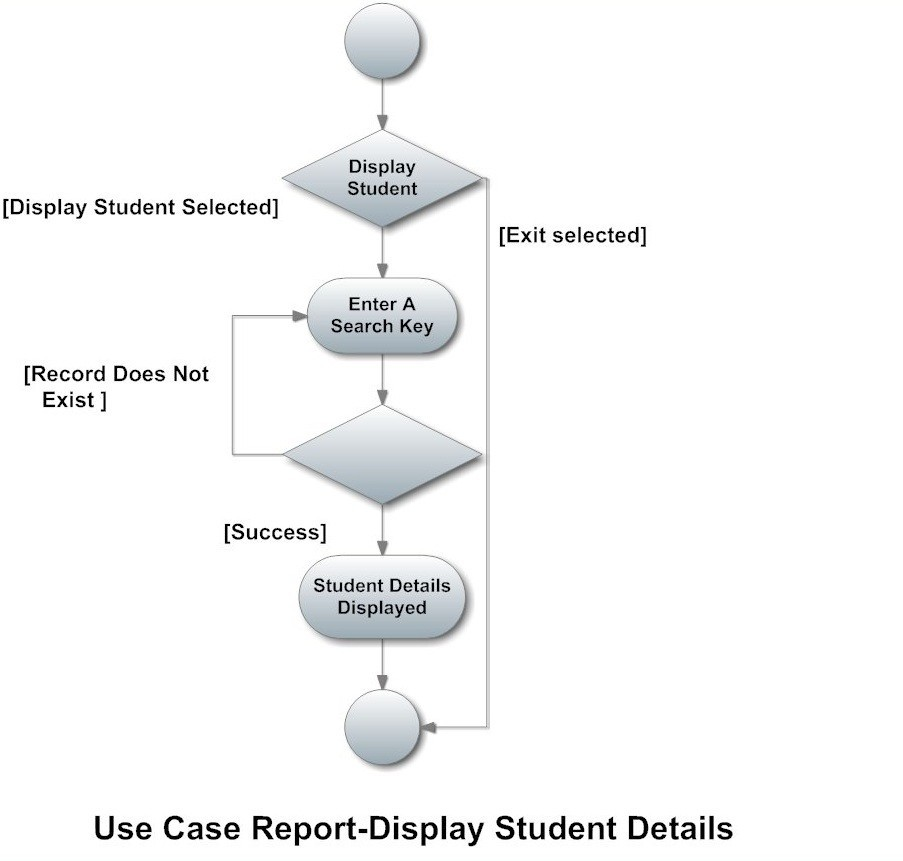 Display
Student
[Display Student Selected]
[Exit selected]
Enter A
Search Key
[Record Does Not
Exist ]
[Success]
Student Details
Displayed
Use Case Report-Display Student Details